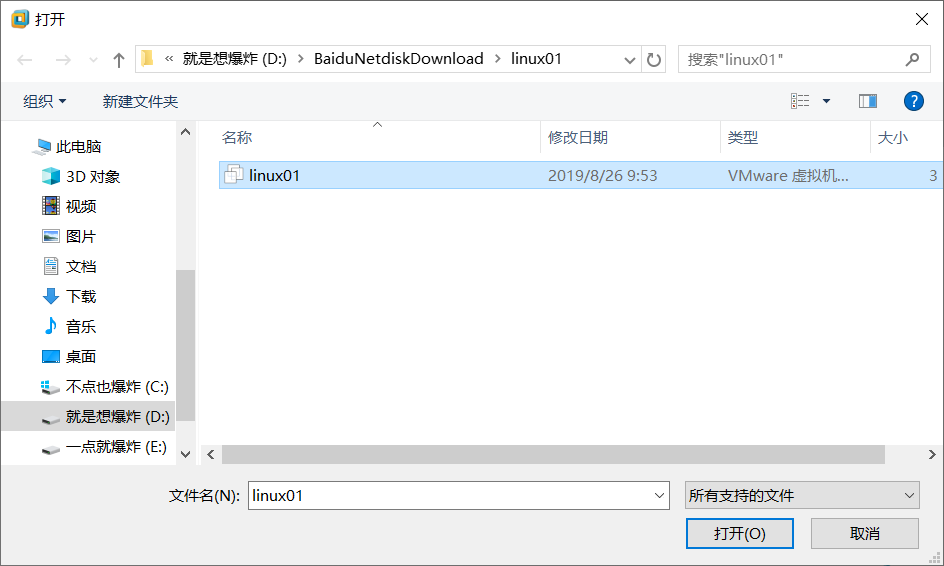 打开
« 就是想爆炸 (D:) > BaiduNetdiskDownload > linux01
搜索"linux01"
组织
新建文件夹
?
名称
修改日期
类型
大小
linux01
2019/8/26 9:53
VMware 虚拟机...
3
此电脑
3D 对象
视频
图片
文档
下载
音乐
桌面
不点也爆炸 (C:)
就是想爆炸 (D:)
一点就爆炸 (E:)
文件名(N):
linux01
所有支持的文件
打开(O)
取消